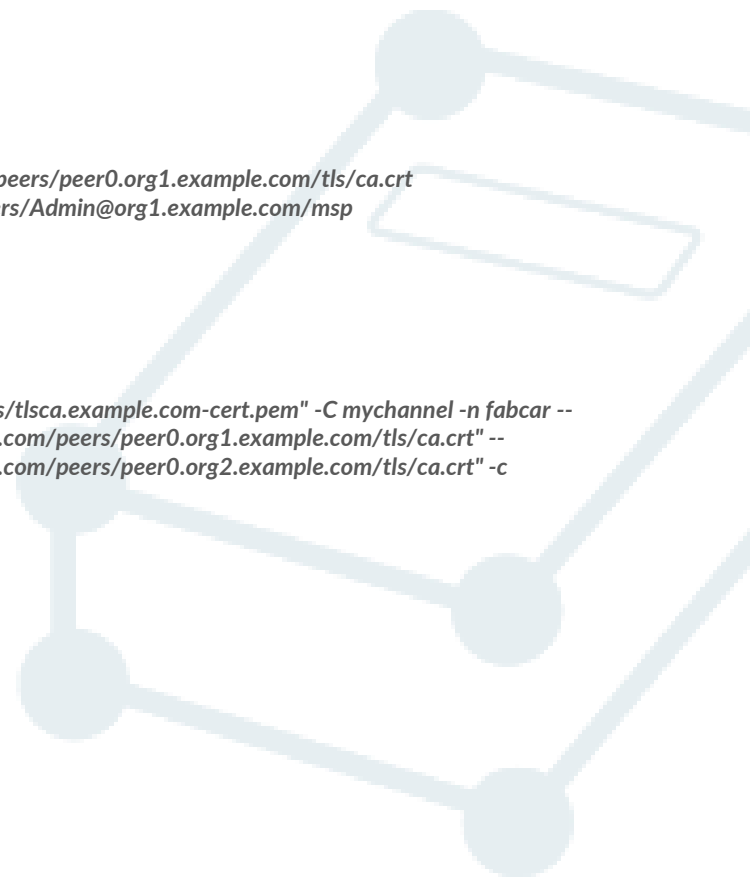 peers/peer0.org1.example.com/tls/ca.crt
rs/Admin@org1.example.com/msp
s/tlsca.example.com-cert.pem" -C mychannel -n fabcar --
.com/peers/peer0.org1.example.com/tls/ca.crt" --
.com/peers/peer0.org2.example.com/tls/ca.crt" -c